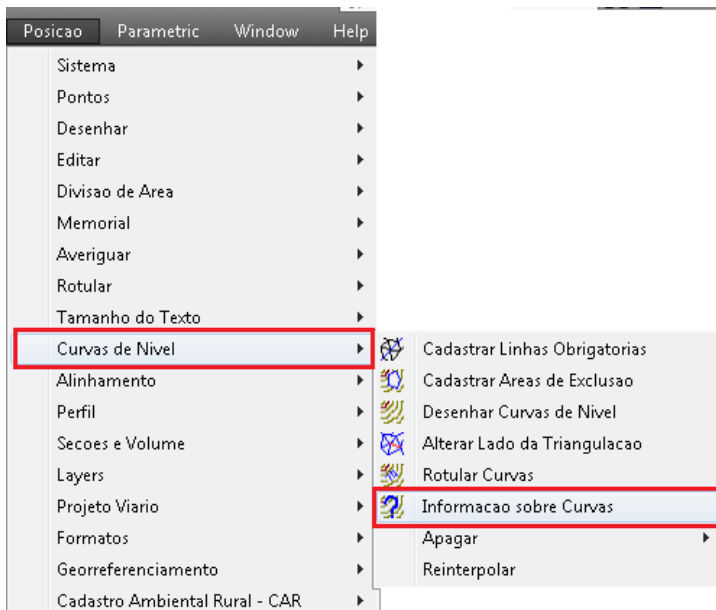 Posicao Parametric Window Help
Sistema
Pontos
Desenhar
Editar
Divisao de Area
Memorial
Averiguar
Rotular
Tamanho do Texto
Curvas de Nivel
Alinhamento
Perfil
Secoes e Volume
Layers
Projeto Viario
Formatos
Georreferenciamento
Cadastro Ambiental Rural - CAR
Cadastrar Linhas Obrigatorias
Cadastrar Areas de Exclusao
Desenhar Curvas de Nivel
Alterar Lado da Triangulacao
Rotular Curvas
Informacao sobre Curvas
Apagar
Reinterpolar